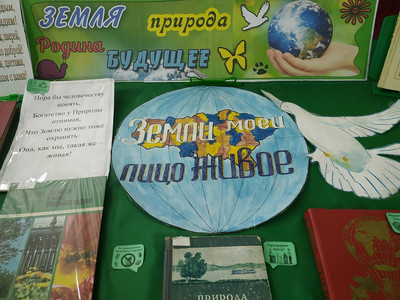 ЗЕМЛЯ
природа
Родина
БУДУЩЕЕ
Пора бы человечеству
понять,
Богатство у Природы
отнимая,
Что Землю нужно тоже
охранять:
Она, как мы, такая же –
живая!
Земли моей
лицо живое
ПРИРОДА